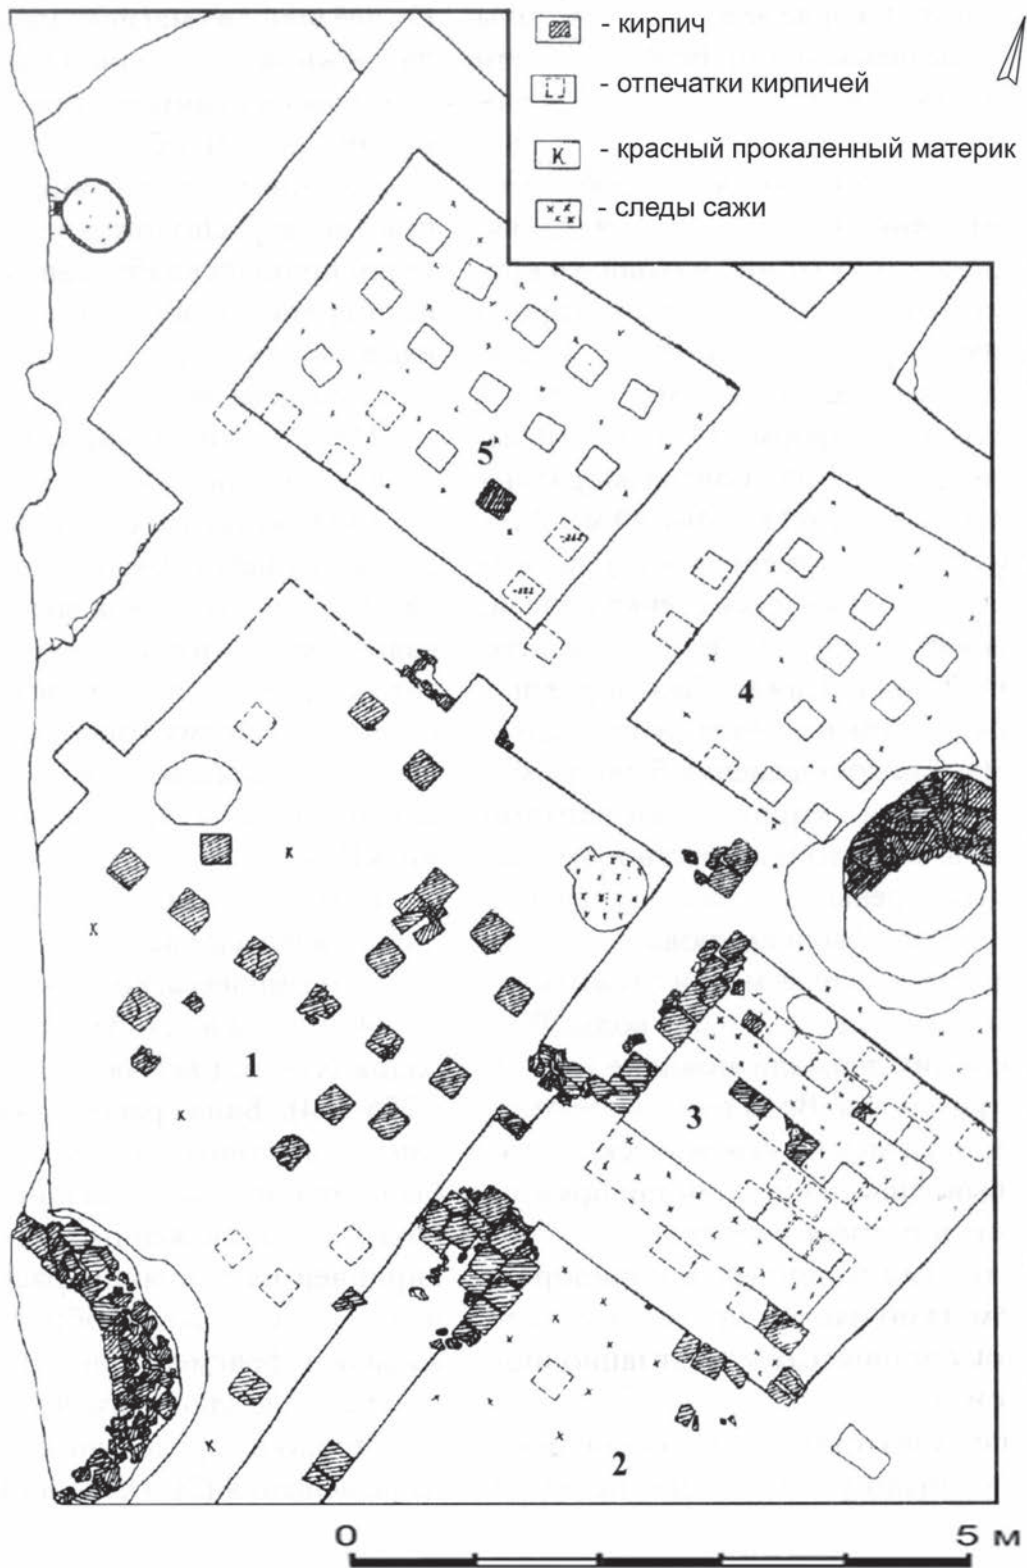 - кирпич
- отпечатки кирпичей
К - красный прокаленный материк
- следы сажи
5
4
К
К
1
3
К
К
2
0 5 м